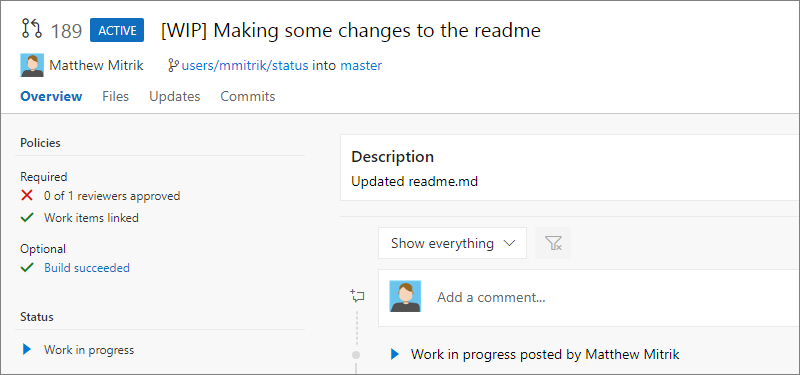 189 ACTIVE [WIP] Making some changes to the readme
Matthew Mitrik users/mmitrik/status into master
Overview Files Updates Commits
Policies
Required
0 of 1 reviewers approved
Work items linked
Optional
Build succeeded
Status
Work in progress
Description
Updated readme.md
Show everything
Add a comment...
Work in progress posted by Matthew Mitrik